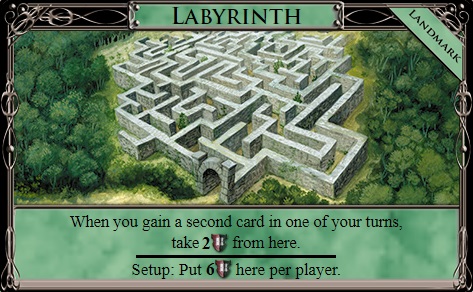 LABYRINTH
LANDMARK
When you gain a second card in one of your turns,
take 2 from here.
Setup: Put 6 here per player.